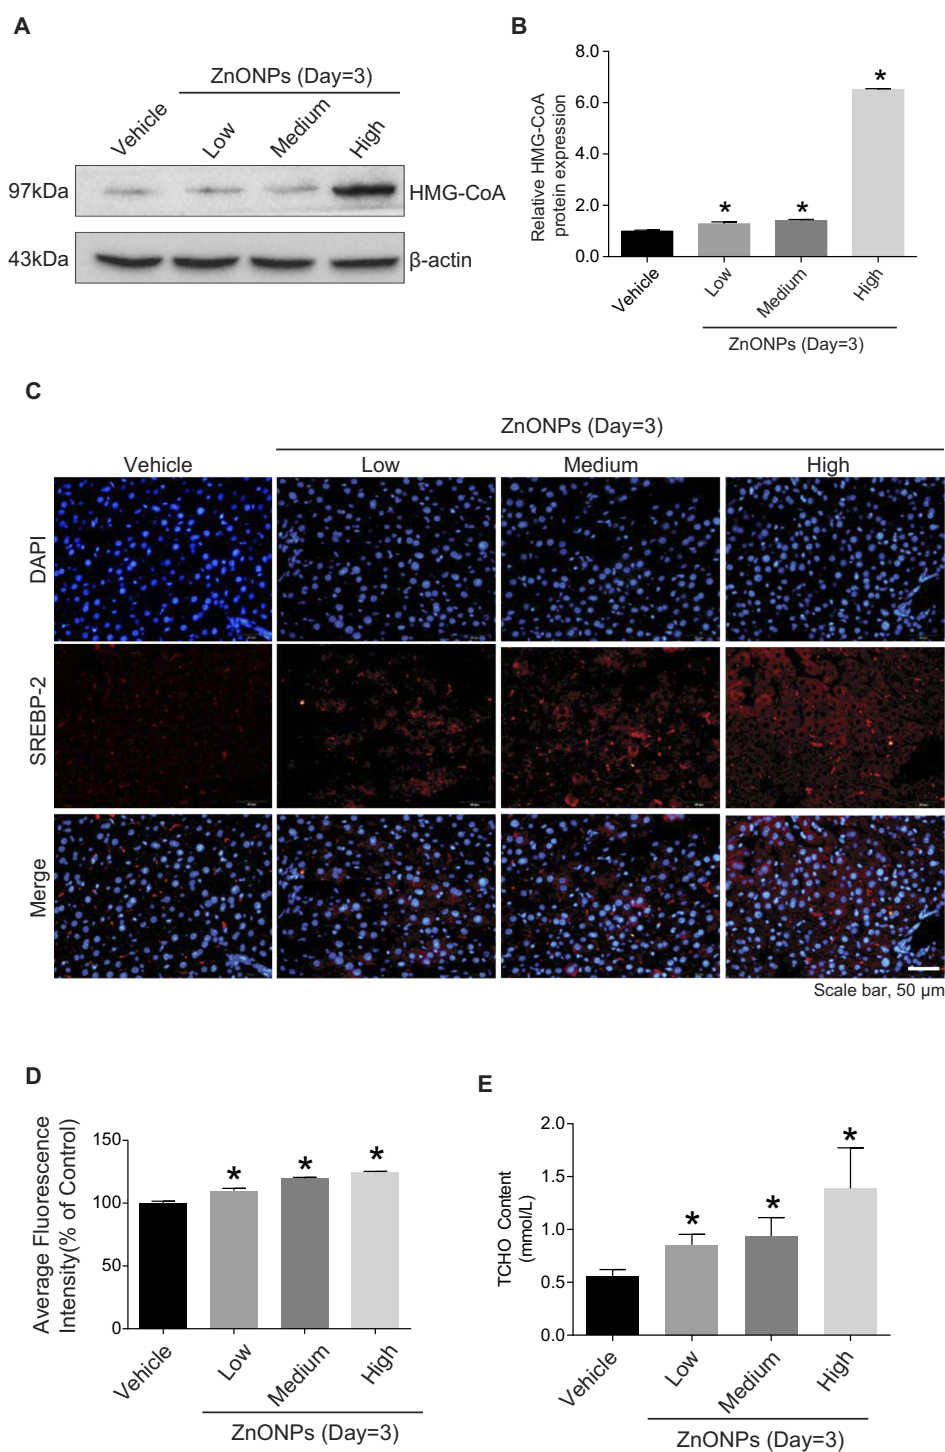 A
ZnONPs (Day=3)
Vehicle
Low
Medium
High
97kDa
HMG-CoA
43kDa
β-actin
B
Relative HMG-CoA
protein expression
8.0
6.0
4.0
2.0
0.0
*
*
*
Vehicle
Low
Medium
High
ZnONPs (Day=3)
C
ZnONPs (Day=3)
Vehicle
Low
Medium
High
DAPI
SREBP-2
Merge
Scale bar, 50 μm
D
Average Fluorescence
Intensity(% of Control)
150
100
50
0
*
*
*
Vehicle
Low
Medium
High
ZnONPs (Day=3)
E
TCHO Content
(mmol/L)
2.0
1.5
1.0
0.5
0.0
*
*
*
Vehicle
Low
Medium
High
ZnONPs (Day=3)